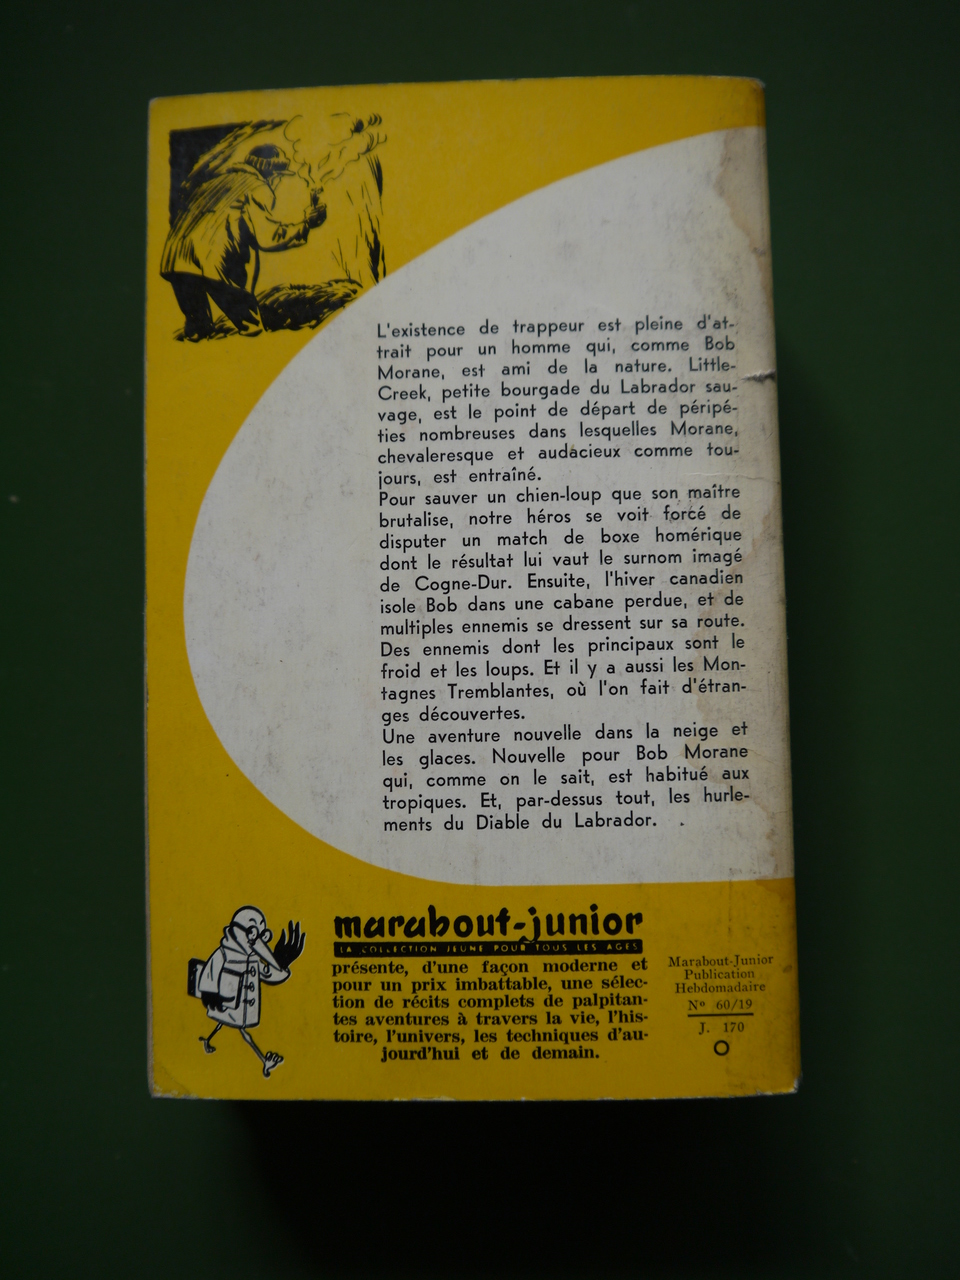 L'existence de trappeur est pleine d'at-
trait pour un homme qui, comme Bob
Morane, est ami de la nature. Little-
Creek, petite bourgade du Labrador sau-
vage, est le point de départ de péripé-
ties nombreuses dans lesquelles Morane,
chevaleresque et audacieux comme tou-
jours, est entraîné.
Pour sauver un chien-loup que son maître
brutalise, notre héros se voit forcé de
disputer un match de boxe homérique
dont le résultat lui vaut le surnom imagé
de Cogne-Dur. Ensuite, l'hiver canadien
isole Bob dans une cabane perdue, et de
multiples ennemis se dressent sur sa route.
Des ennemis dont les principaux sont le
froid et les loups. Et il y a aussi les Mon-
tagnes Tremblantes, où l'on fait d'étran-
ges découvertes.
Une aventure nouvelle dans la neige et
les glaces. Nouvelle pour Bob Morane
qui, comme on le sait, est habitué aux
tropiques. Et, par-dessus tout, les hurle-
ments du Diable du Labrador.
marabout-junior
LA COLLECTION JEUNE POUR TOUS LES AGES
présente, d'une façon moderne et
pour un prix imbattable, une sélec-
tion de récits complets de palpitan-
tes aventures à travers la vie, l'his-
toire, l'univers, les techniques d'au-
jourd'hui et de demain.
Marabout-Junior
Publication
Hebdomadaire
Nº 60/19
J. 170